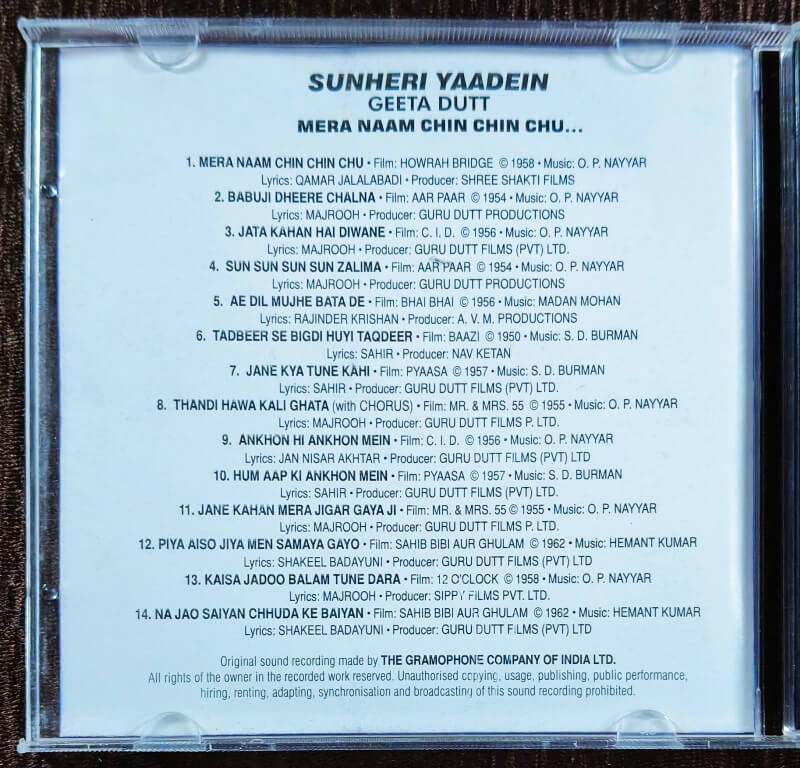 SUNHERI YAADEIN
GEETA DUTT
MERA NAAM CHIN CHIN CHU...
1. MERA NAAM CHIN CHIN CHU • Film: HOWRAH BRIDGE © 1958 • Music: O. P. NAYYAR
Lyrics: QAMAR JALALABADI • Producer: SHREE SHAKTI FILMS
2. BABUJI DHEERE CHALNA • Film: AAR PAAR © 1954 • Music: O. P. NAYYAR
Lyrics: MAJROOH • Producer: GURU DUTT PRODUCTIONS
3. JATA KAHAN HAI DIWANE • Film: C. I. D. © 1956 • Music: O. P. NAYYAR
Lyrics: MAJROOH • Producer: GURU DUTT FILMS (PVT) LTD.
4. SUN SUN SUN SUN ZALIMA • Film: AAR PAAR © 1954 • Music: O. P. NAYYAR
Lyrics: MAJROOH • Producer: GURU DUTT PRODUCTIONS
5. AE DIL MUJHE BATA DE • Film: BHAI BHAI © 1956 • Music: MADAN MOHAN
Lyrics: RAJINDER KRISHAN • Producer: A. V. M. PRODUCTIONS
6. TADBEER SE BIGDI HUYI TAQDEER • Film: BAAZI © 1950 • Music: S. D. BURMAN
Lyrics: SAHIR • Producer: NAV KETAN
7. JANE KYA TUNE KAHI • Film: PYAASA © 1957 • Music: S. D. BURMAN
Lyrics: SAHIR • Producer: GURU DUTT FILMS (PVT) LTD.
8. THANDI HAWA KALI GHATA (with CHORUS) • Film: MR. & MRS. 55 © 1955 • Music: O. P. NAYYAR
Lyrics: MAJROOH • Producer: GURU DUTT FILMS P. LTD.
9. ANKHON HI ANKHON MEIN • Film: C. I. D. © 1956 • Music: O. P. NAYYAR
Lyrics: JAN NISAR AKHTAR • Producer: GURU DUTT FILMS (PVT) LTD
10. HUM AAP KI ANKHON MEIN • Film: PYAASA © 1957 • Music: S. D. BURMAN
Lyrics: SAHIR • Producer: GURU DUTT FILMS (PVT) LTD.
11. JANE KAHAN MERA JIGAR GAYA JI • Film: MR. & MRS. 55 © 1955 • Music: O. P. NAYYAR
Lyrics: MAJROOH • Producer: GURU DUTT FILMS P. LTD.
12. PIYA AISO JIYA MEN SAMAYA GAYO • Film: SAHIB BIBI AUR GHULAM © 1962 • Music: HEMANT KUMAR
Lyrics: SHAKEEL BADAYUNI • Producer: GURU DUTT FILMS (PVT) LTD
13. KAISA JADOO BALAM TUNE DARA • Film: 12 O'CLOCK © 1958 • Music: O. P. NAYYAR
Lyrics: MAJROOH • Producer: SIPPY FILMS PVT. LTD.
14. NA JAO SAIYAN CHHUDA KE BAIYAN • Film: SAHIB BIBI AUR GHULAM © 1962 • Music: HEMANT KUMAR
Lyrics: SHAKEEL BADAYUNI • Producer: GURU DUTT FILMS (PVT) LTD
Original sound recording made by THE GRAMOPHONE COMPANY OF INDIA LTD.
All rights of the owner in the recorded work reserved. Unauthorised copying, usage, publishing, public performance,
hiring, renting, adapting, synchronisation and broadcasting of this sound recording prohibited.